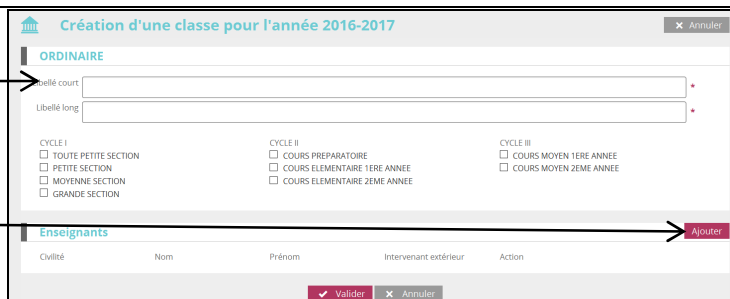 Création d'une classe pour l'année 2016-2017
Annuler
ORDINAIRE
Libellé court *
Libellé long *
CYCLE I CYCLE II CYCLE III
TOUTE PETITE SECTION COURS PREPARATOIRE COURS MOYEN 1ERE ANNEE
PETITE SECTION COURS ELEMENTAIRE 1ERE ANNEE COURS MOYEN 2EME ANNEE
MOYENNE SECTION COURS ELEMENTAIRE 2EME ANNEE
GRANDE SECTION
Enseignants Ajouter
Civilité Nom Prénom Intervenant extérieur Action
Valider Annuler